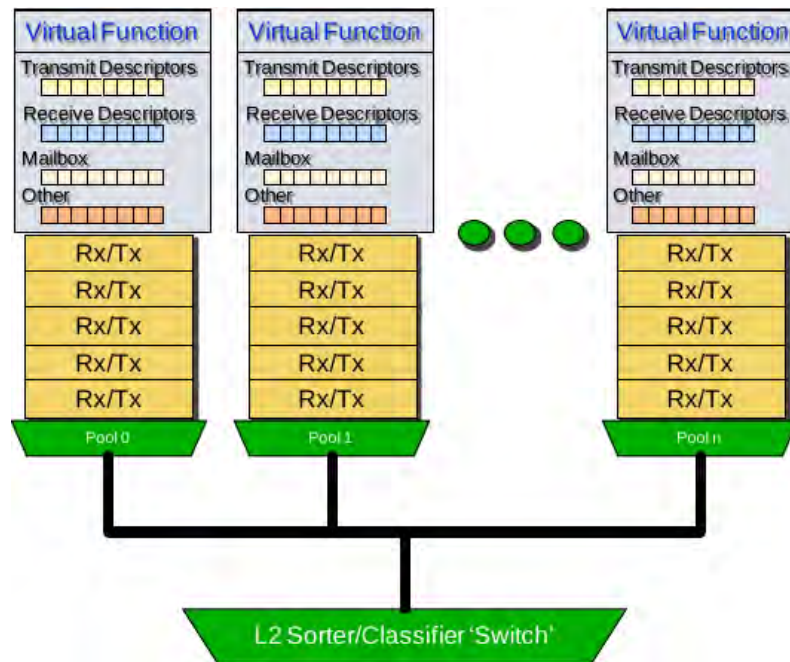 Virtual Function
Transmit Descriptors
Receive Descriptors
Mailbox
Other
Rx/Tx
Rx/Tx
Rx/Tx
Rx/Tx
Rx/Tx
Pool 0
Virtual Function
Transmit Descriptors
Receive Descriptors
Mailbox
Other
Rx/Tx
Rx/Tx
Rx/Tx
Rx/Tx
Rx/Tx
Pool 1
Virtual Function
Transmit Descriptors
Receive Descriptors
Mailbox
Other
Rx/Tx
Rx/Tx
Rx/Tx
Rx/Tx
Rx/Tx
Pool n
L2 Sorter/Classifier ‘Switch’